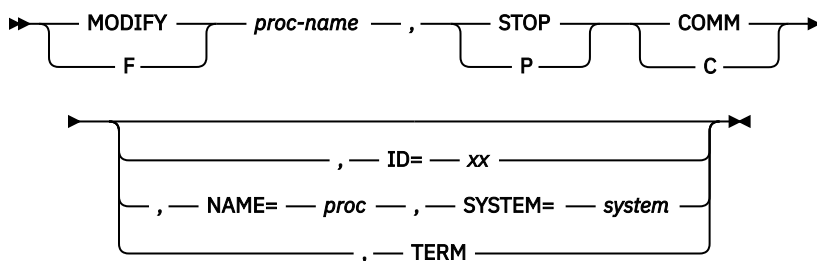 MODIFY proc-name , STOP COMM
F P C
, ID= xx
, NAME= proc , SYSTEM= system
, TERM